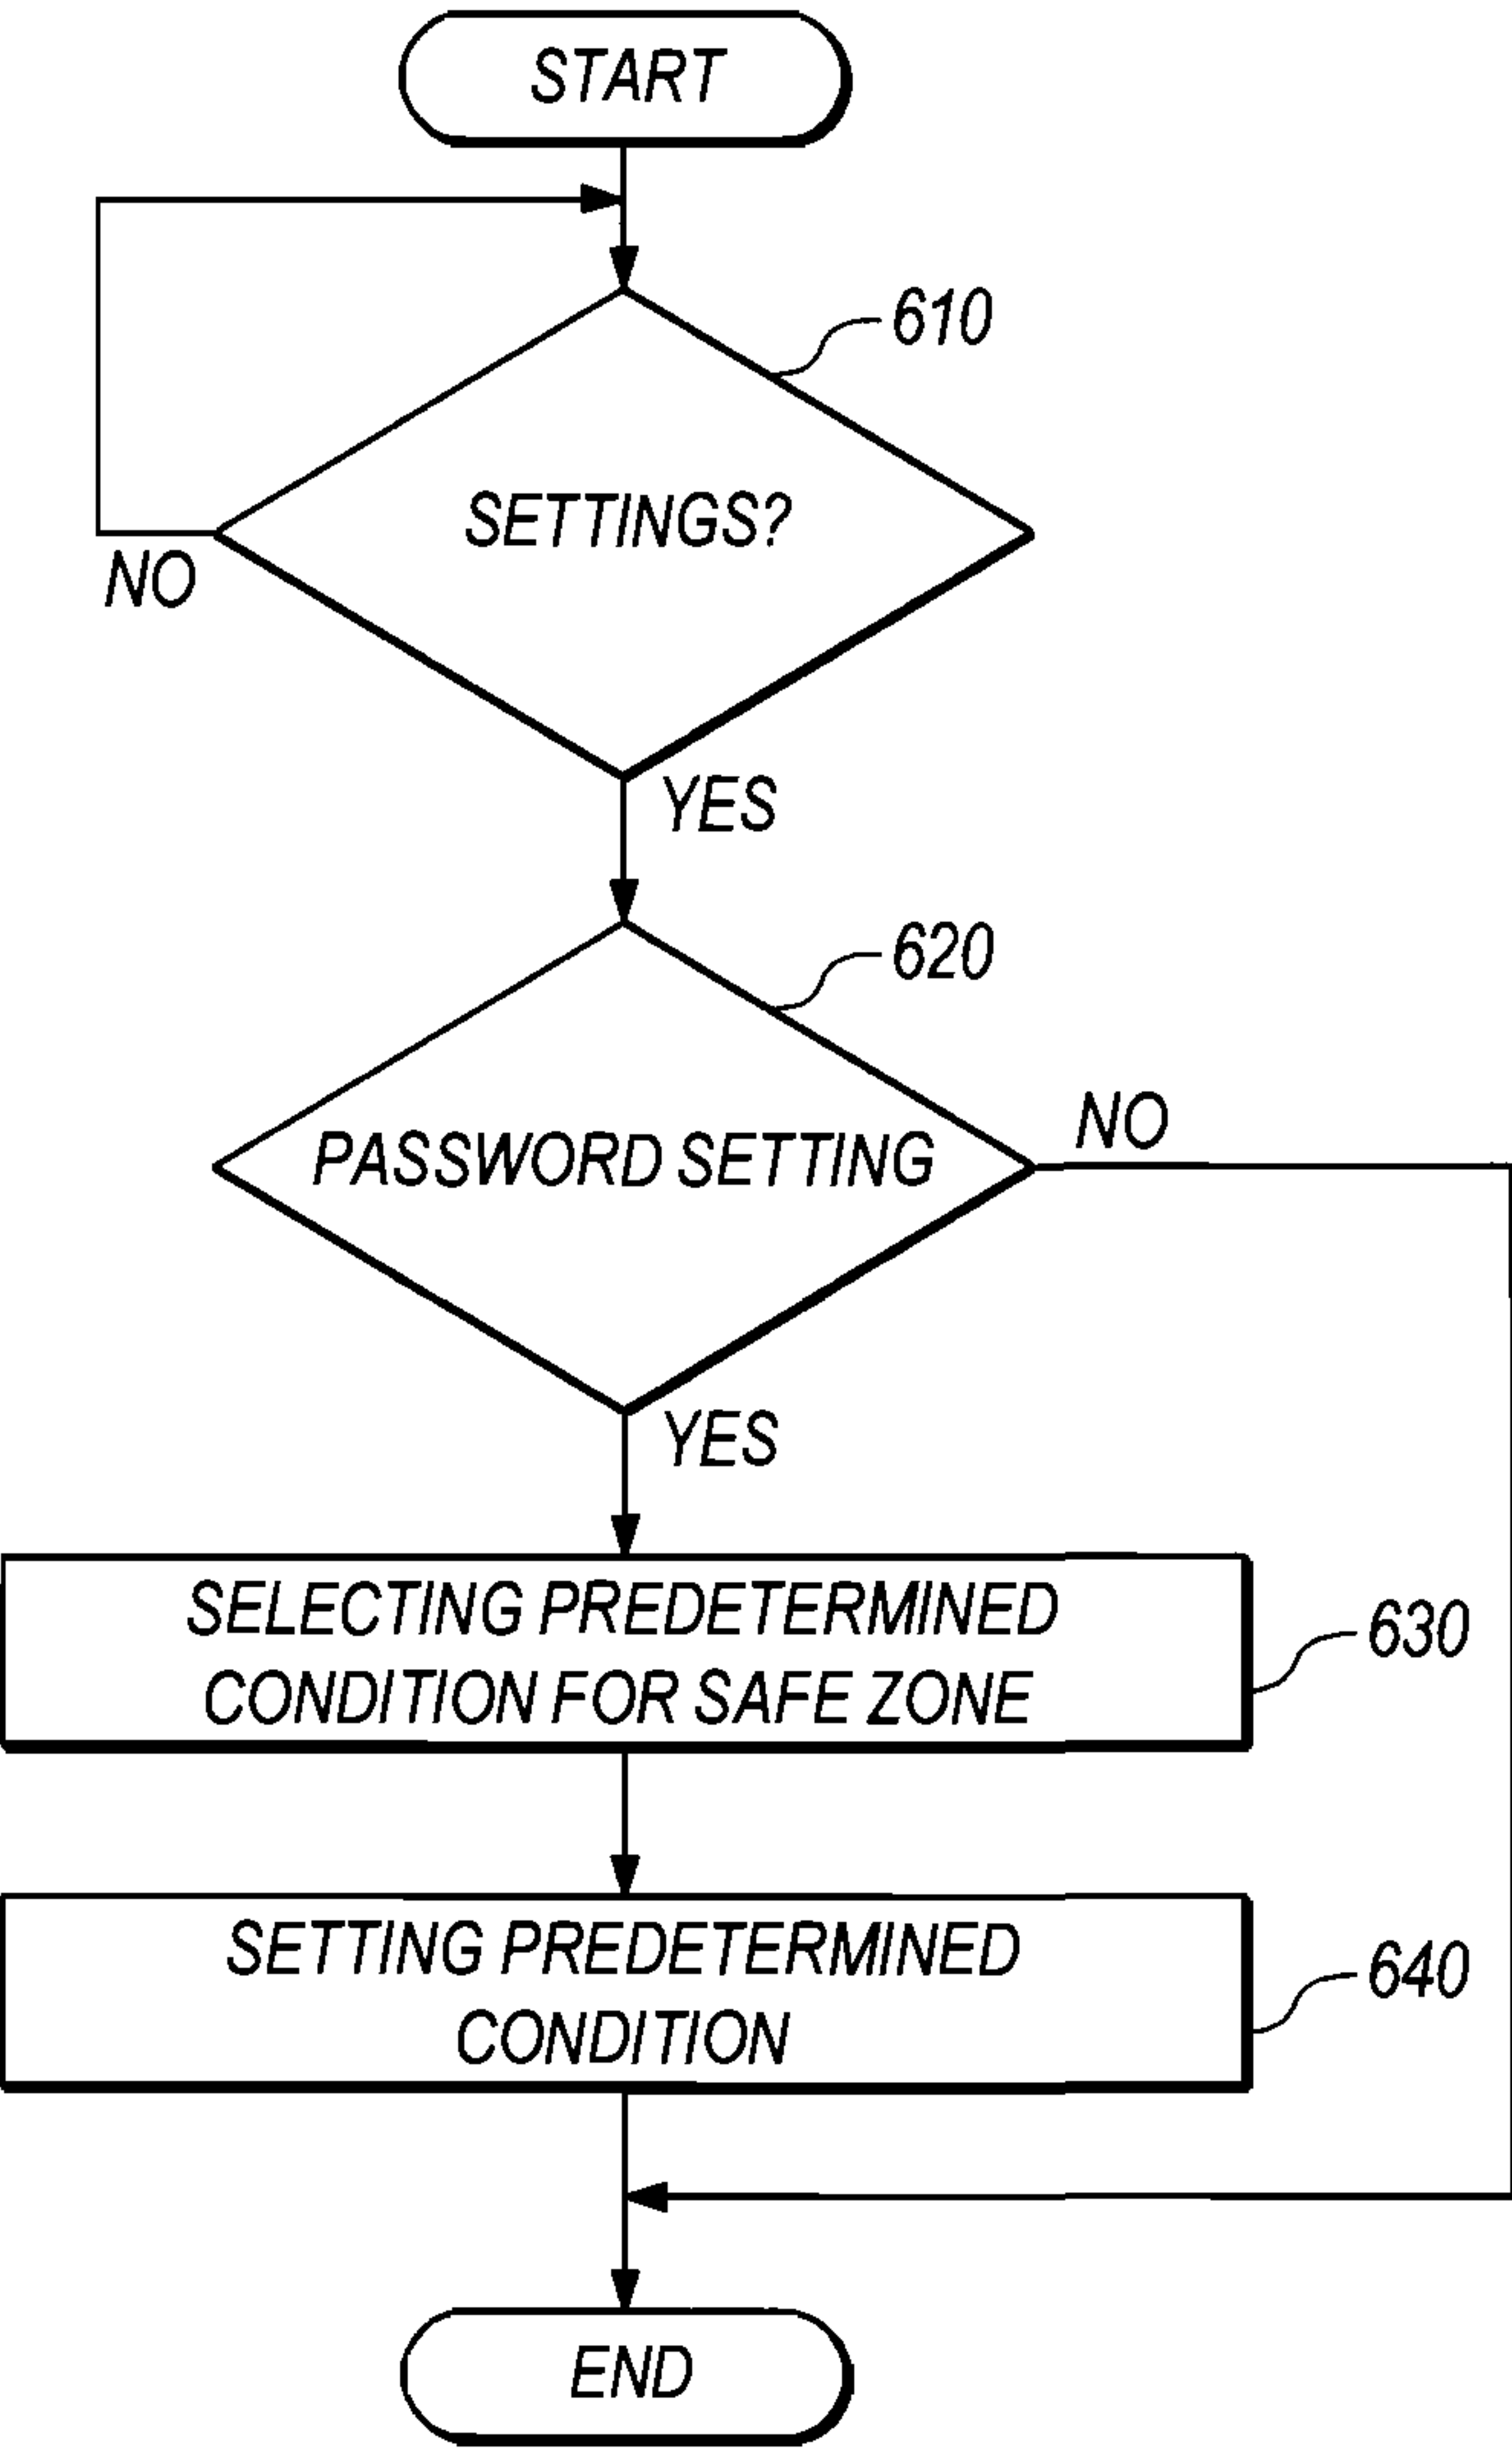 START
610
SETTINGS?
NO
YES
620
PASSWORD SETTING
NO
YES
SELECTING PREDETERMINED
CONDITION FOR SAFE ZONE
630
SETTING PREDETERMINED
CONDITION
640
END